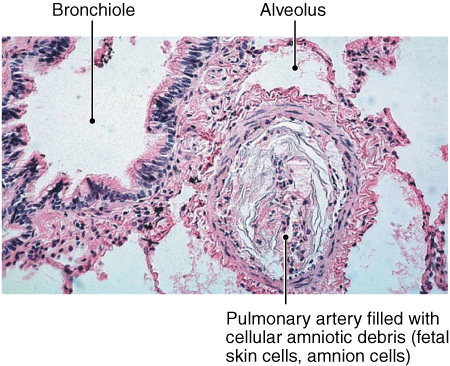 Bronchiole
Alveolus
Pulmonary artery filled with
cellular amniotic debris (fetal
skin cells, amnion cells)